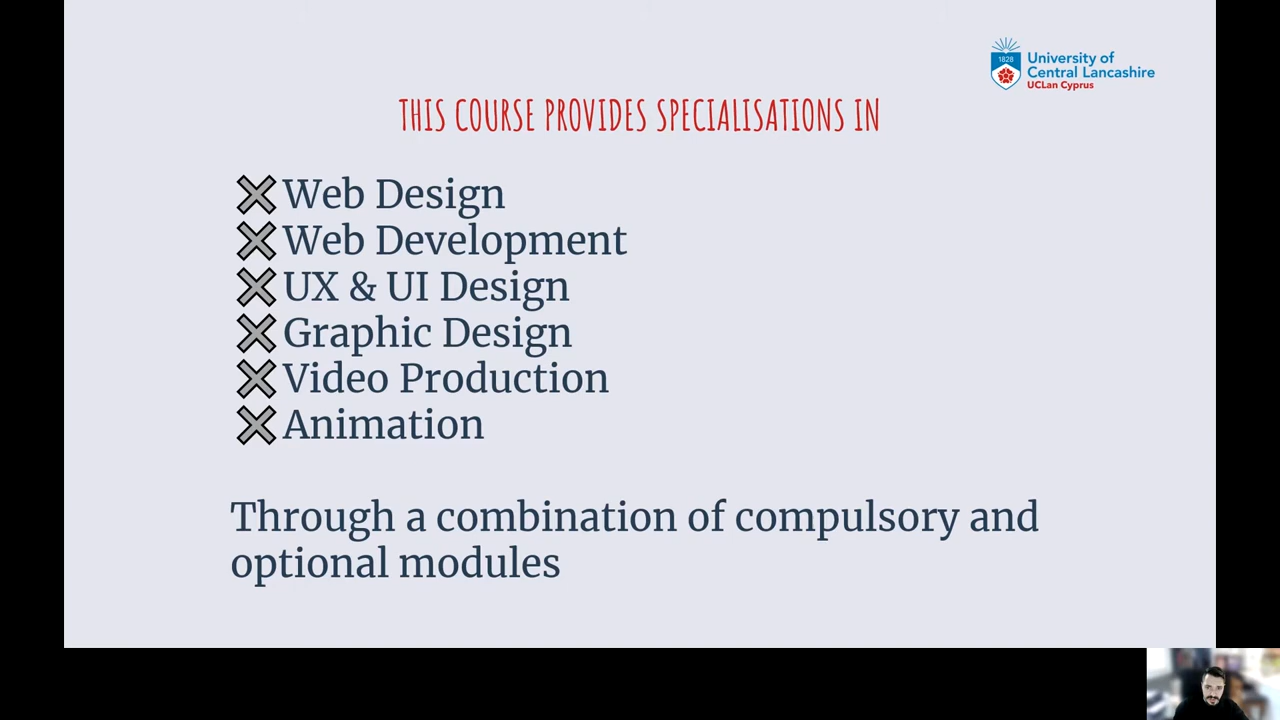 1828
University of
Central Lancashire
UCLan Cyprus
THIS COURSE PROVIDES SPECIALISATIONS IN
Web Design
Web Development
UX & UI Design
Graphic Design
Video Production
Animation
Through a combination of compulsory and
optional modules